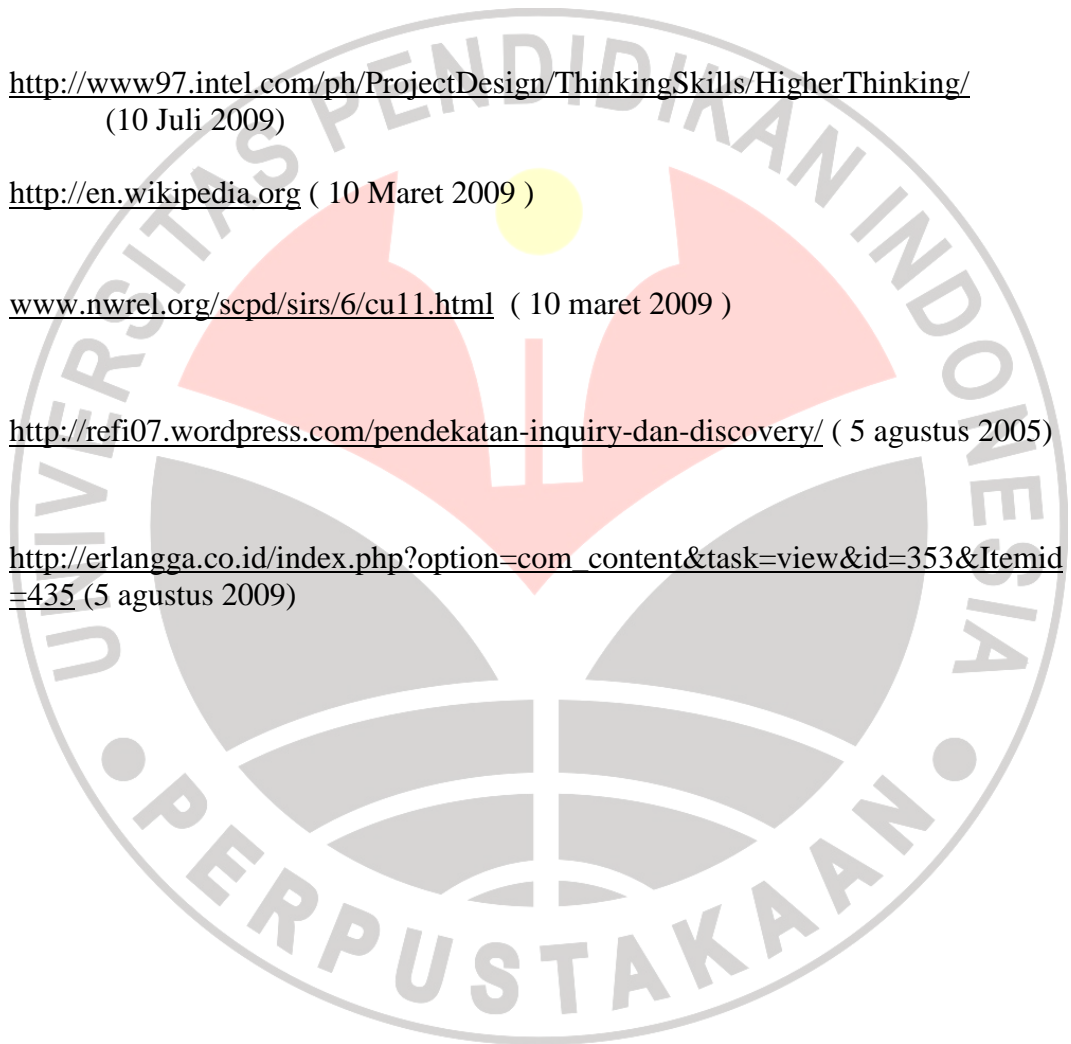 http://www97.intel.com/ph/ProjectDesign/ThinkingSkills/HigherThinking/
(10 Juli 2009)
http://en.wikipedia.org ( 10 Maret 2009 )
www.nwrel.org/scpd/sirs/6/cu11.html ( 10 maret 2009 )
http://refi07.wordpress.com/pendekatan-inquiry-dan-discovery/ ( 5 agustus 2005)
http://erlangga.co.id/index.php?option=com_content&task=view&id=353&Itemid
=435 (5 agustus 2009)
UNIVERSITAS PENDIDIKAN INDONESIA
PERPUSTAKAAN